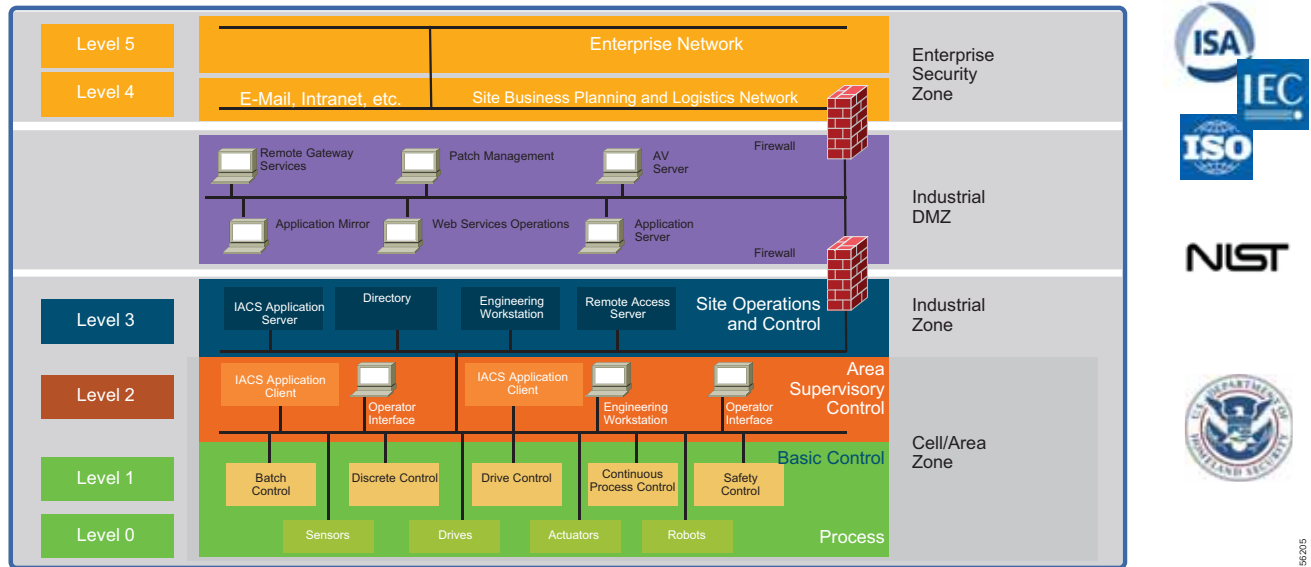 Level 5
Enterprise Network
Level 4
E-Mail, Intranet, etc.
Site Business Planning and Logistics Network
Enterprise
Security
Zone
Remote Gateway
Services
Patch Management
AV
Server
Firewall
Application Mirror
Web Services Operations
Application
Server
Firewall
Industrial
DMZ
Level 3
IACS Application
Server
Directory
Engineering
Workstation
Remote Access
Server
Site Operations
and Control
Industrial
Zone
Level 2
IACS Application
Client
Operator
Interface
IACS Application
Client
Engineering
Workstation
Operator
Interface
Area
Supervisory
Control
Level 1
Batch
Control
Discrete Control
Drive Control
Continuous
Process Control
Safety
Control
Basic Control
Cell/Area
Zone
Level 0
Sensors
Drives
Actuators
Robots
Process
ISA
IEC
ISO
NIST
U.S. DEPARTMENT OF
HOMELAND SECURITY
56205